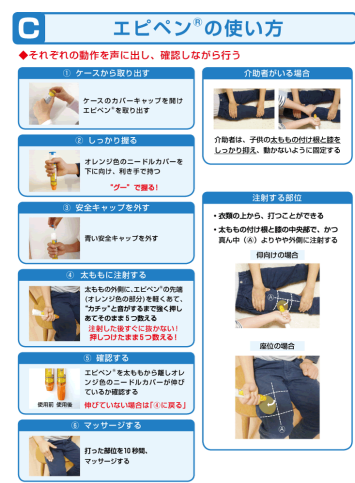 C
エピペン®の使い方
◆それぞれの動作を声に出し、確認しながら行う
① ケースから取り出す
ケースのカバーキャップを開け
エピペン®を取り出す
② しっかり握る
オレンジ色のニードルカバーを
下に向け、利き手で持つ
“グー”で握る!
③ 安全キャップを外す
青い安全キャップを外す
④ 太ももに注射する
太ももの外側に、エピペン®の先端
(オレンジ色の部分)を軽くあて、
“カチッ”と音がするまで強く押し
あてそのまま5つ数える
注射した後すぐに抜かない!
押しつけたまま5つ数える!
⑤ 確認する
エピペン®を太ももから離しオレ
ンジ色のニードルカバーが伸び
ているか確認する
使用前 使用後
伸びていない場合は「④に戻る」
⑥ マッサージする
打った部位を10秒間、
マッサージする
介助者がいる場合
介助者は、子供の太ももの付け根と膝を
しっかり抑え、動かないように固定する
注射する部位
・衣類の上から、打つことができる
・太ももの付け根と膝の中央部で、かつ
真ん中(Ⓐ)よりやや外側に注射する
仰向けの場合
Ⓐ
座位の場合
Ⓐ